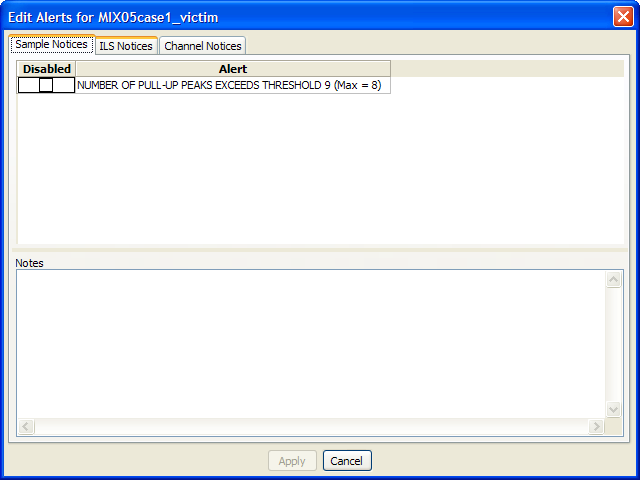 Edit Alerts for MIX05case1_victim
Sample Notices ILS Notices Channel Notices
Disabled Alert
NUMBER OF PULL-UP PEAKS EXCEEDS THRESHOLD 9 (Max = 8)
Notes
Apply Cancel